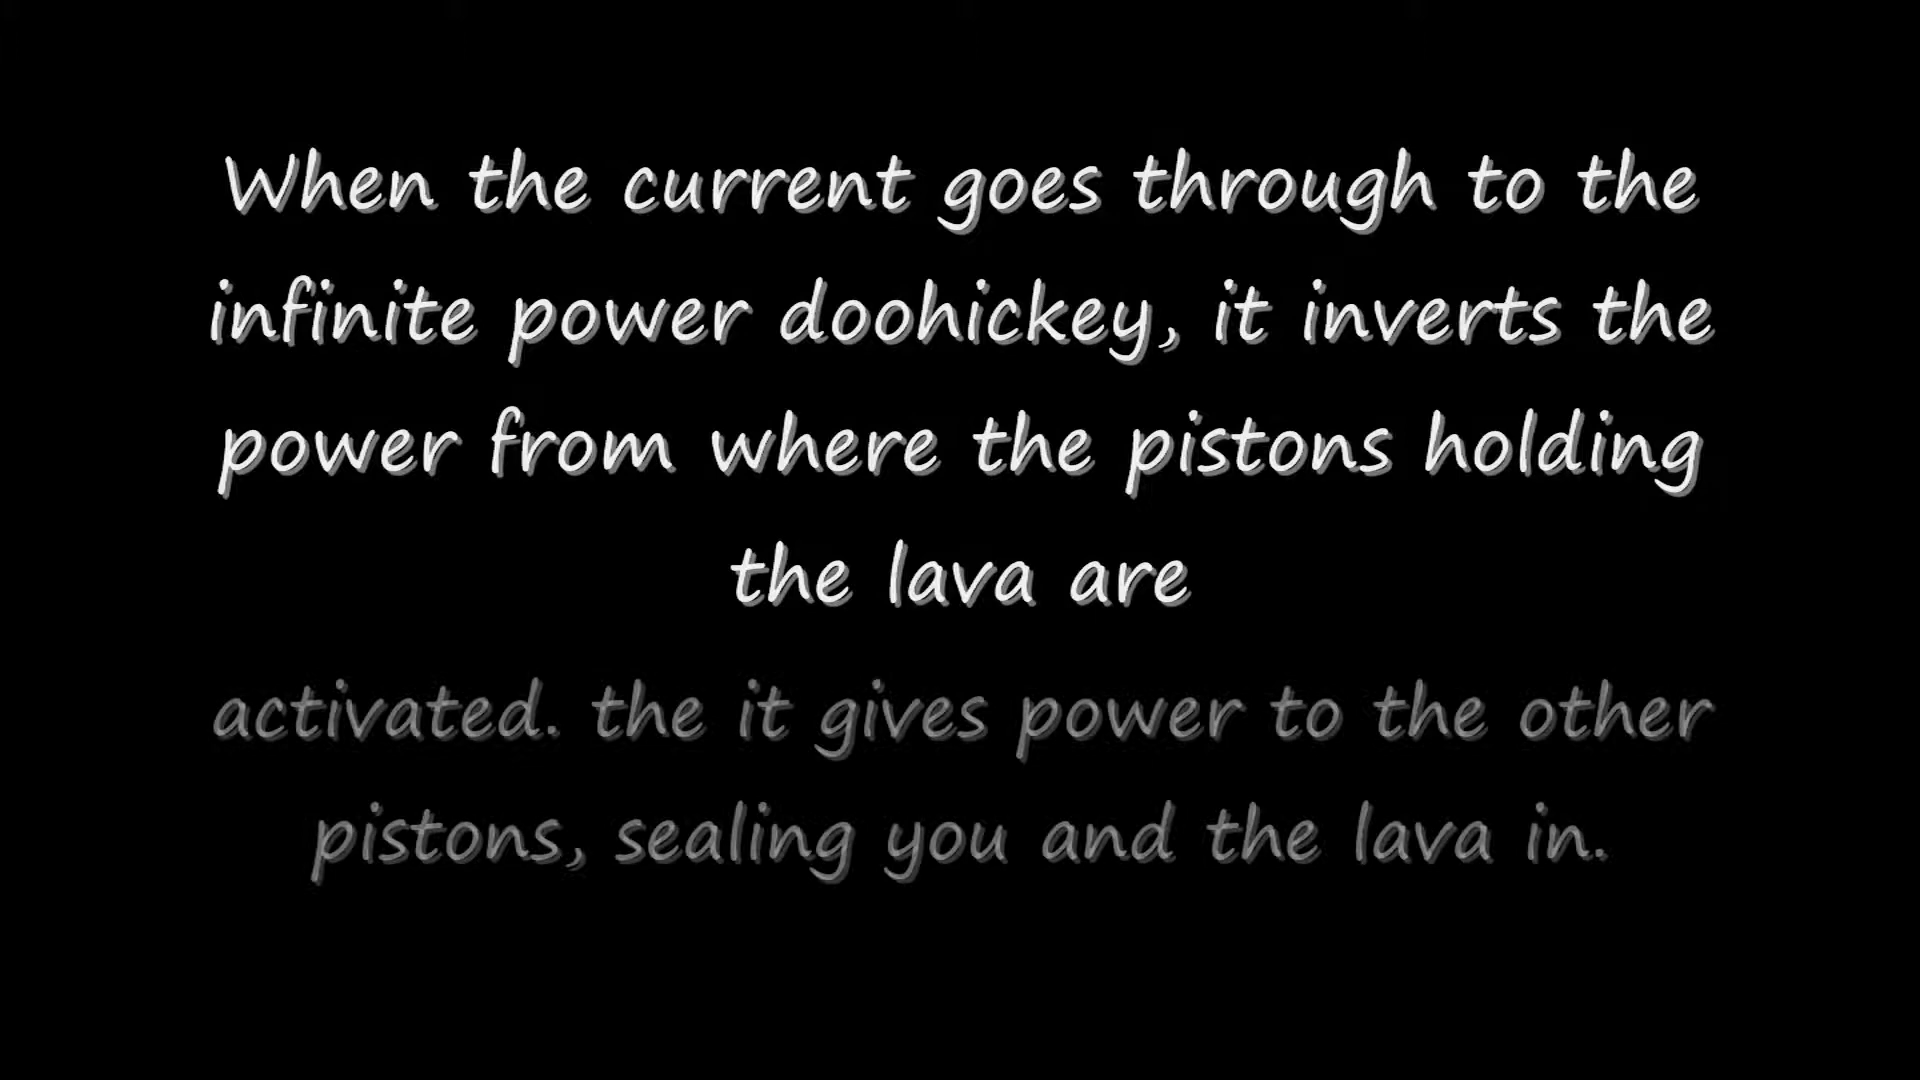 When the current goes through to the
infinite power doohickey, it inverts the
power from where the pistons holding
the lava are
activated. the it gives power to the other
pistons, sealing you and the lava in.